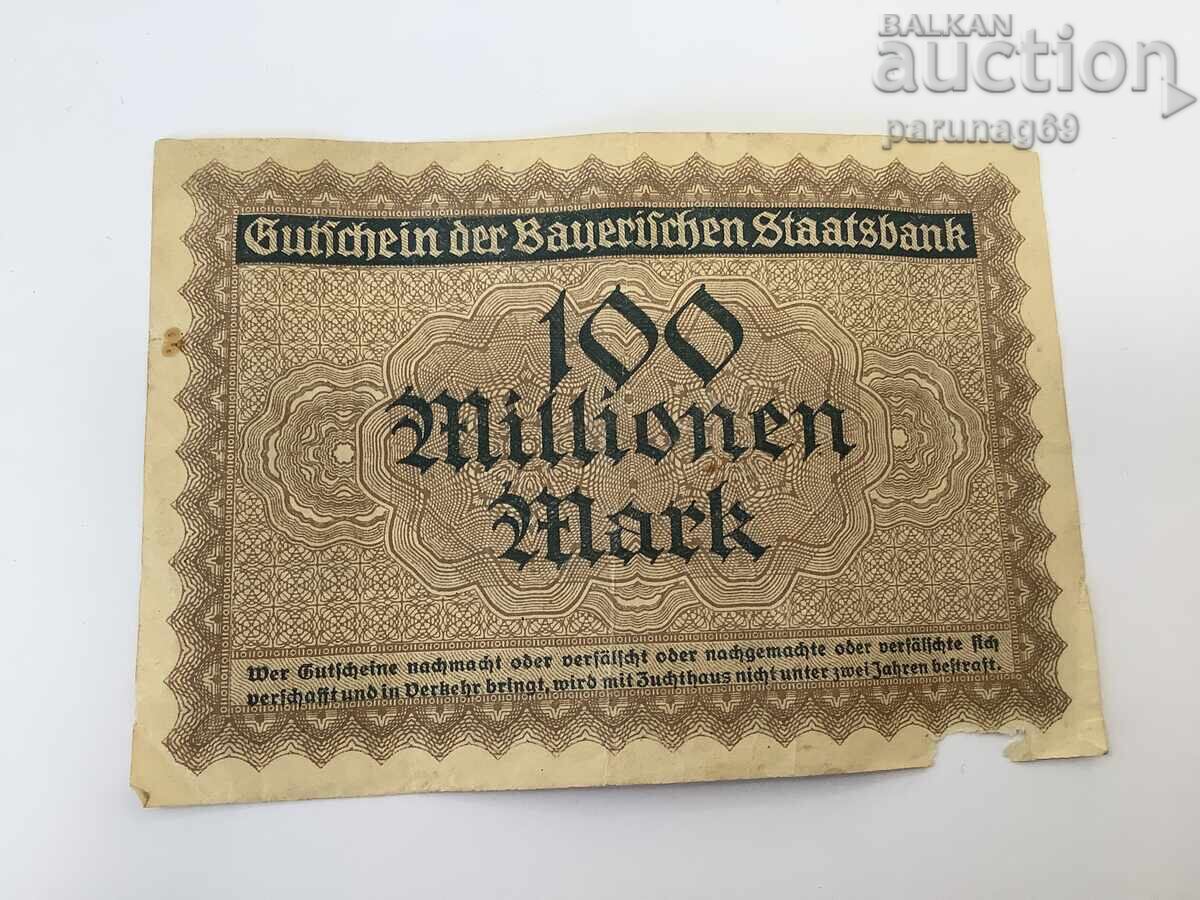 BALKAN
auction
parunag69
Gutschein der Bayerischen Staatsbank
100
Millionen
Mark
Wer Gutscheine nachmacht oder verfälscht oder nachgemachte oder verfälschte sich
verschafft und in Verkehr bringt, wird mit Zuchthaus nicht unter zwei Jahren bestraft.